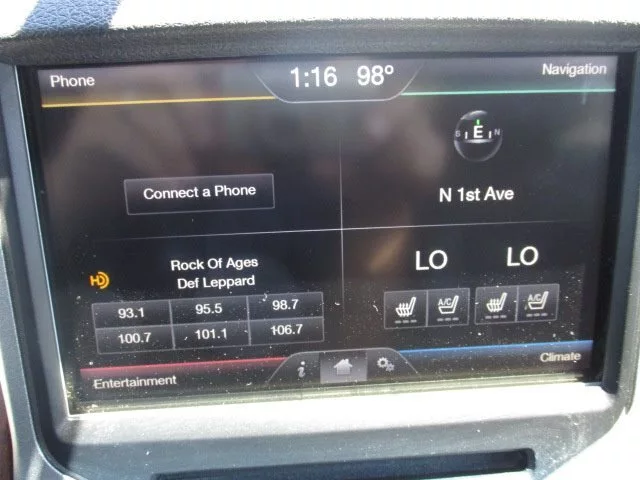 Phone
1:16 98°
Navigation
S E N
Connect a Phone
N 1st Ave
HD
Rock Of Ages
Def Leppard
LO LO
93.1 95.5 98.7
100.7 101.1 106.7
A/C A/C
Entertainment
i
Climate